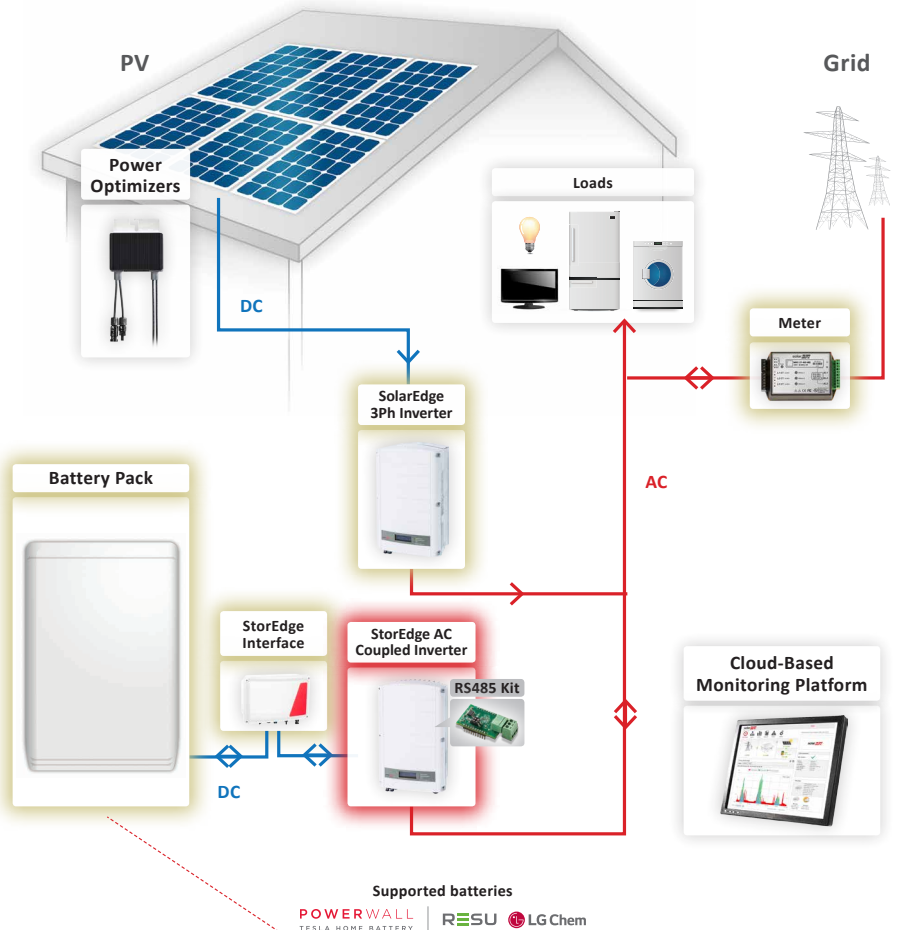 PV
Grid
Power
Optimizers
Loads
DC
Meter
SolarEdge
3Ph Inverter
Battery Pack
AC
StorEdge
Interface
StorEdge AC
Coupled Inverter
RS485 Kit
Cloud-Based
Monitoring Platform
DC
Supported batteries
POWERWALL
TESLA HOME BATTERY
RESU
LG Chem